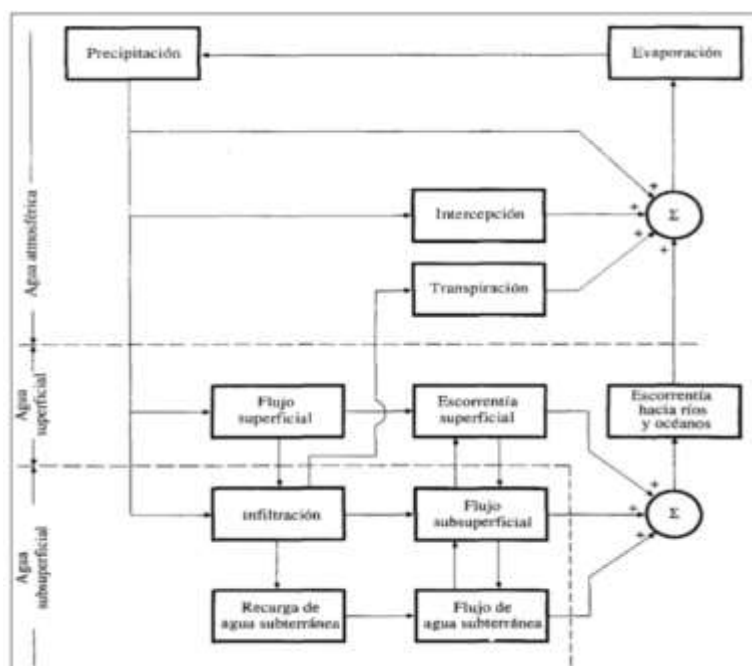 Precipitación
Evaporación
Agua atmosférica
+
Intercepción
+
Σ
+
+
Transpiración
Agua
superficial
Flujo
superficial
Escorrentía
superficial
Escorrentía
hacia ríos
y océanos
Agua
subsuperficial
+
Infiltración
Flujo
subsuperficial
+
Σ
+
Recarga de
agua subterránea
Flujo de
agua subterránea